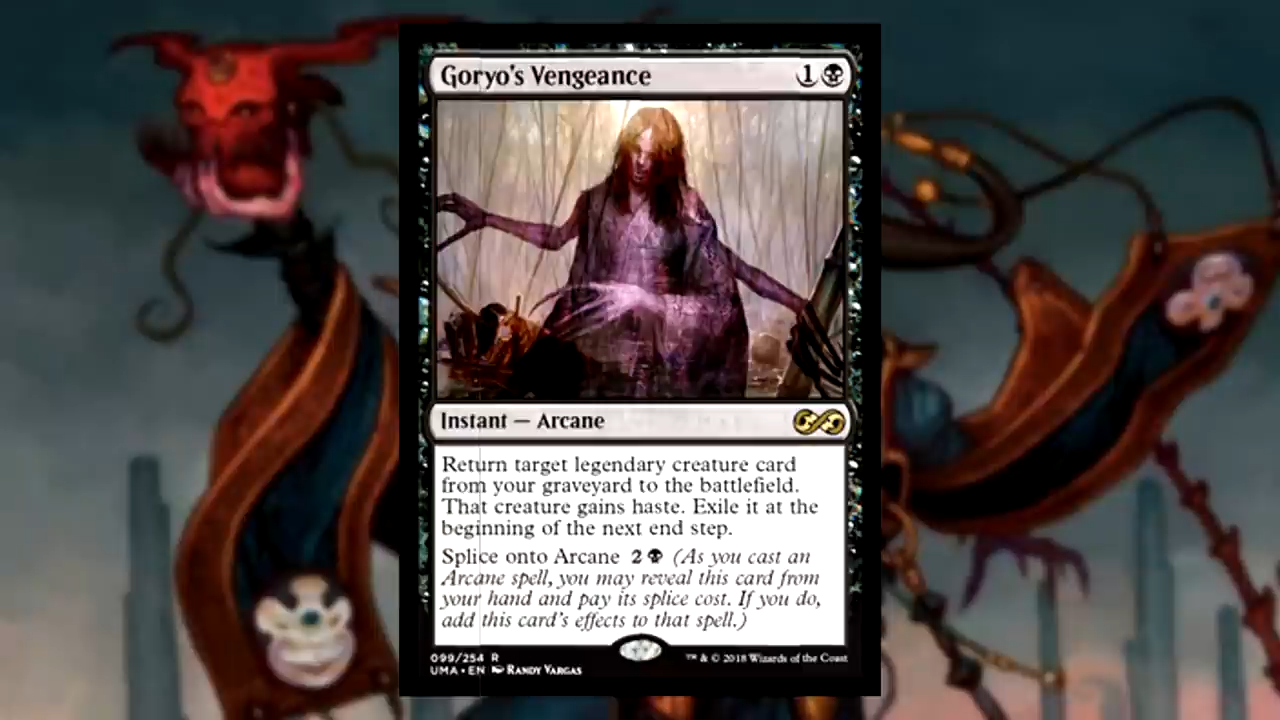 Goryo's Vengeance 1
Instant — Arcane
Return target legendary creature card
from your graveyard to the battlefield.
That creature gains haste. Exile it at the
beginning of the next end step.
Splice onto Arcane 2 (As you cast an
Arcane spell, you may reveal this card from
your hand and pay its splice cost. If you do,
add this card's effects to that spell.)
099/254 R
UMA • EN RANDY VARGAS
™ & © 2018 Wizards of the Coast